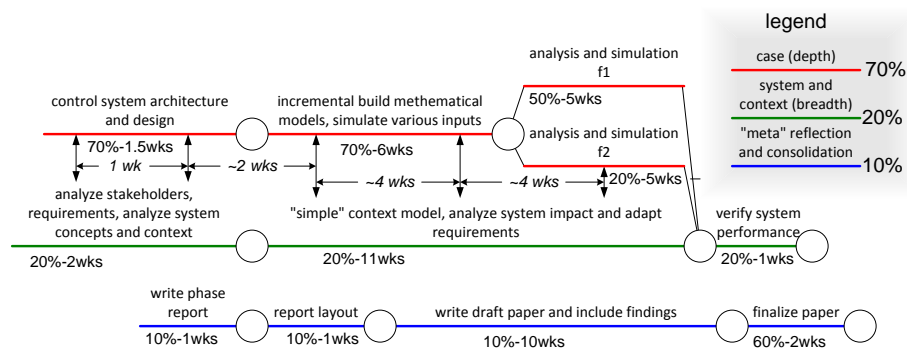 legend
case (depth)
70%
system and
context (breadth)
20%
"meta" reflection
and consolidation
10%
analysis and simulation
f1
50%-5wks
control system architecture
and design
70%-1.5wks
incremental build methematical
models, simulate various inputs
70%-6wks
analysis and simulation
f2
20%-5wks
1 wk
~2 wks
~4 wks
~4 wks
analyze stakeholders,
requirements, analyze system
concepts and context
20%-2wks
"simple" context model, analyze system impact and adapt
requirements
20%-11wks
verify system
performance
20%-1wks
write phase
report
10%-1wks
report layout
10%-1wks
write draft paper and include findings
10%-10wks
finalize paper
60%-2wks